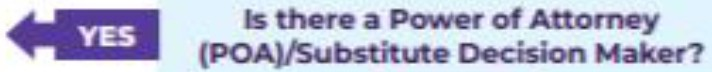 YES
Is there a Power of Attorney
(POA)/Substitute Decision Maker?